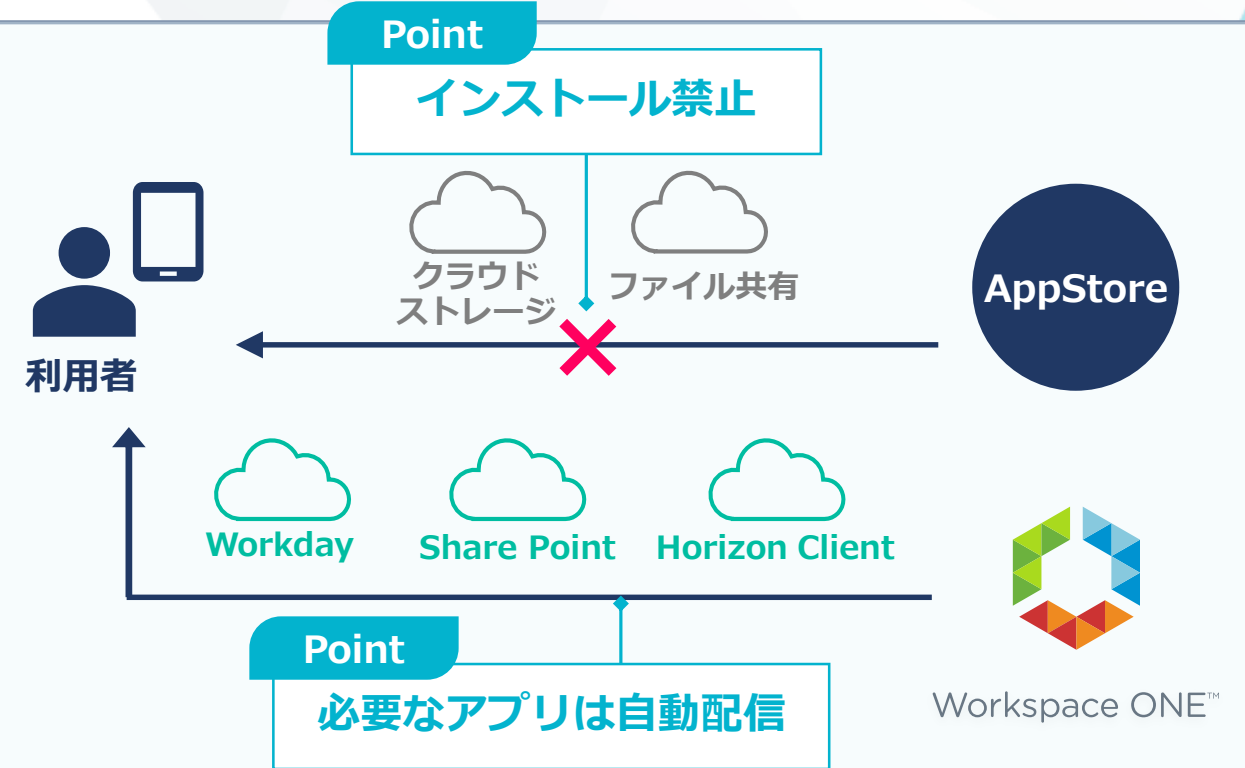 Point
インストール禁止
クラウド
ストレージ
ファイル共有
AppStore
利用者
Workday
Share Point
Horizon Client
Point
必要なアプリは自動配信
Workspace ONE™